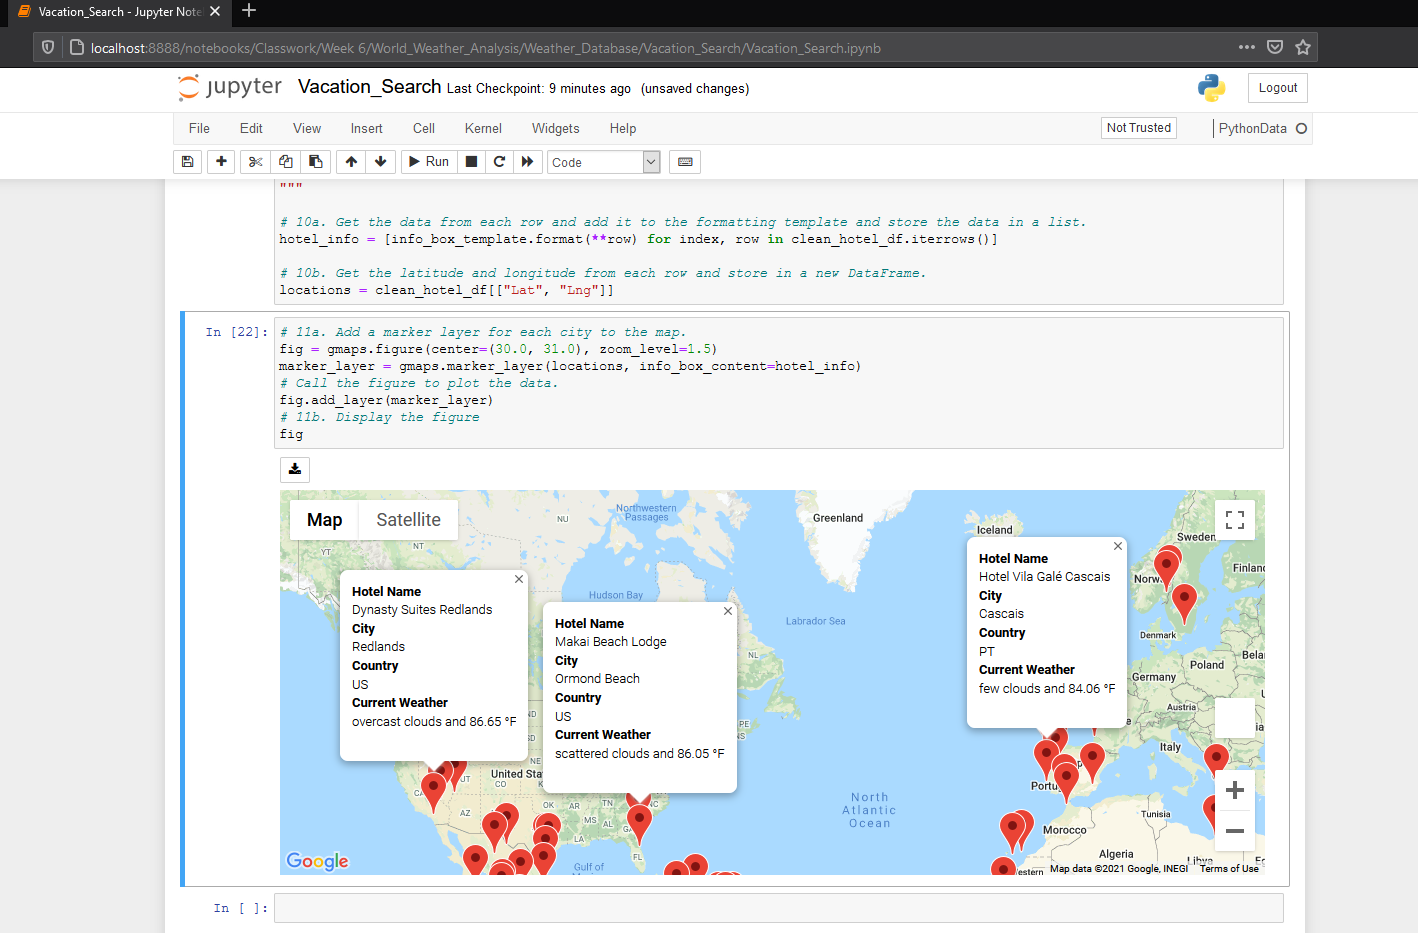 Vacation_Search - Jupyter Note
localhost:8888/notebooks/Classwork/Week 6/World_Weather_Analysis/Weather_Database/Vacation_Search/Vacation_Search.ipynb
jupyter Vacation_Search Last Checkpoint: 9 minutes ago (unsaved changes)
Logout
File Edit View Insert Cell Kernel Widgets Help
Not Trusted
PythonData
Run
Code
"""
# 10a. Get the data from each row and add it to the formatting template and store the data in a list.
hotel_info = [info_box_template.format(**row) for index, row in clean_hotel_df.iterrows()]
# 10b. Get the latitude and longitude from each row and store in a new DataFrame.
locations = clean_hotel_df[["Lat", "Lng"]]
In [22]:
# 11a. Add a marker layer for each city to the map.
fig = gmaps.figure(center=(30.0, 31.0), zoom_level=1.5)
marker_layer = gmaps.marker_layer(locations, info_box_content=hotel_info)
# Call the figure to plot the data.
fig.add_layer(marker_layer)
# 11b. Display the figure
fig
Map Satellite
Northwestern
Passages
NU
YT
NT
Greenland
Iceland
Sweden
Norw
Finlan
Hudson Bay
Labrador Sea
Denmark
NL
Hotel Name
Dynasty Suites Redlands
City
Redlands
Country
US
Current Weather
overcast clouds and 86.65 °F
Hotel Name
Makai Beach Lodge
City
Ormond Beach
Country
US
Current Weather
scattered clouds and 86.05 °F
Hotel Name
Hotel Vila Galé Cascais
City
Cascais
Country
PT
Current Weather
few clouds and 84.06 °F
Belar
Poland
Germany
Austria
Italy
ND
SD
NE
PE
NS
United Sta
UT
CO
CA
AZ
OK
AR
TN
NC
MS
AL
GA
LA
FL
Gulf of
North
Atlantic
Ocean
Portu
Tunisia
Morocco
Algeria
Libya
estern
Google
Map data ©2021 Google, INEGI
Terms of Use
In [ ]: